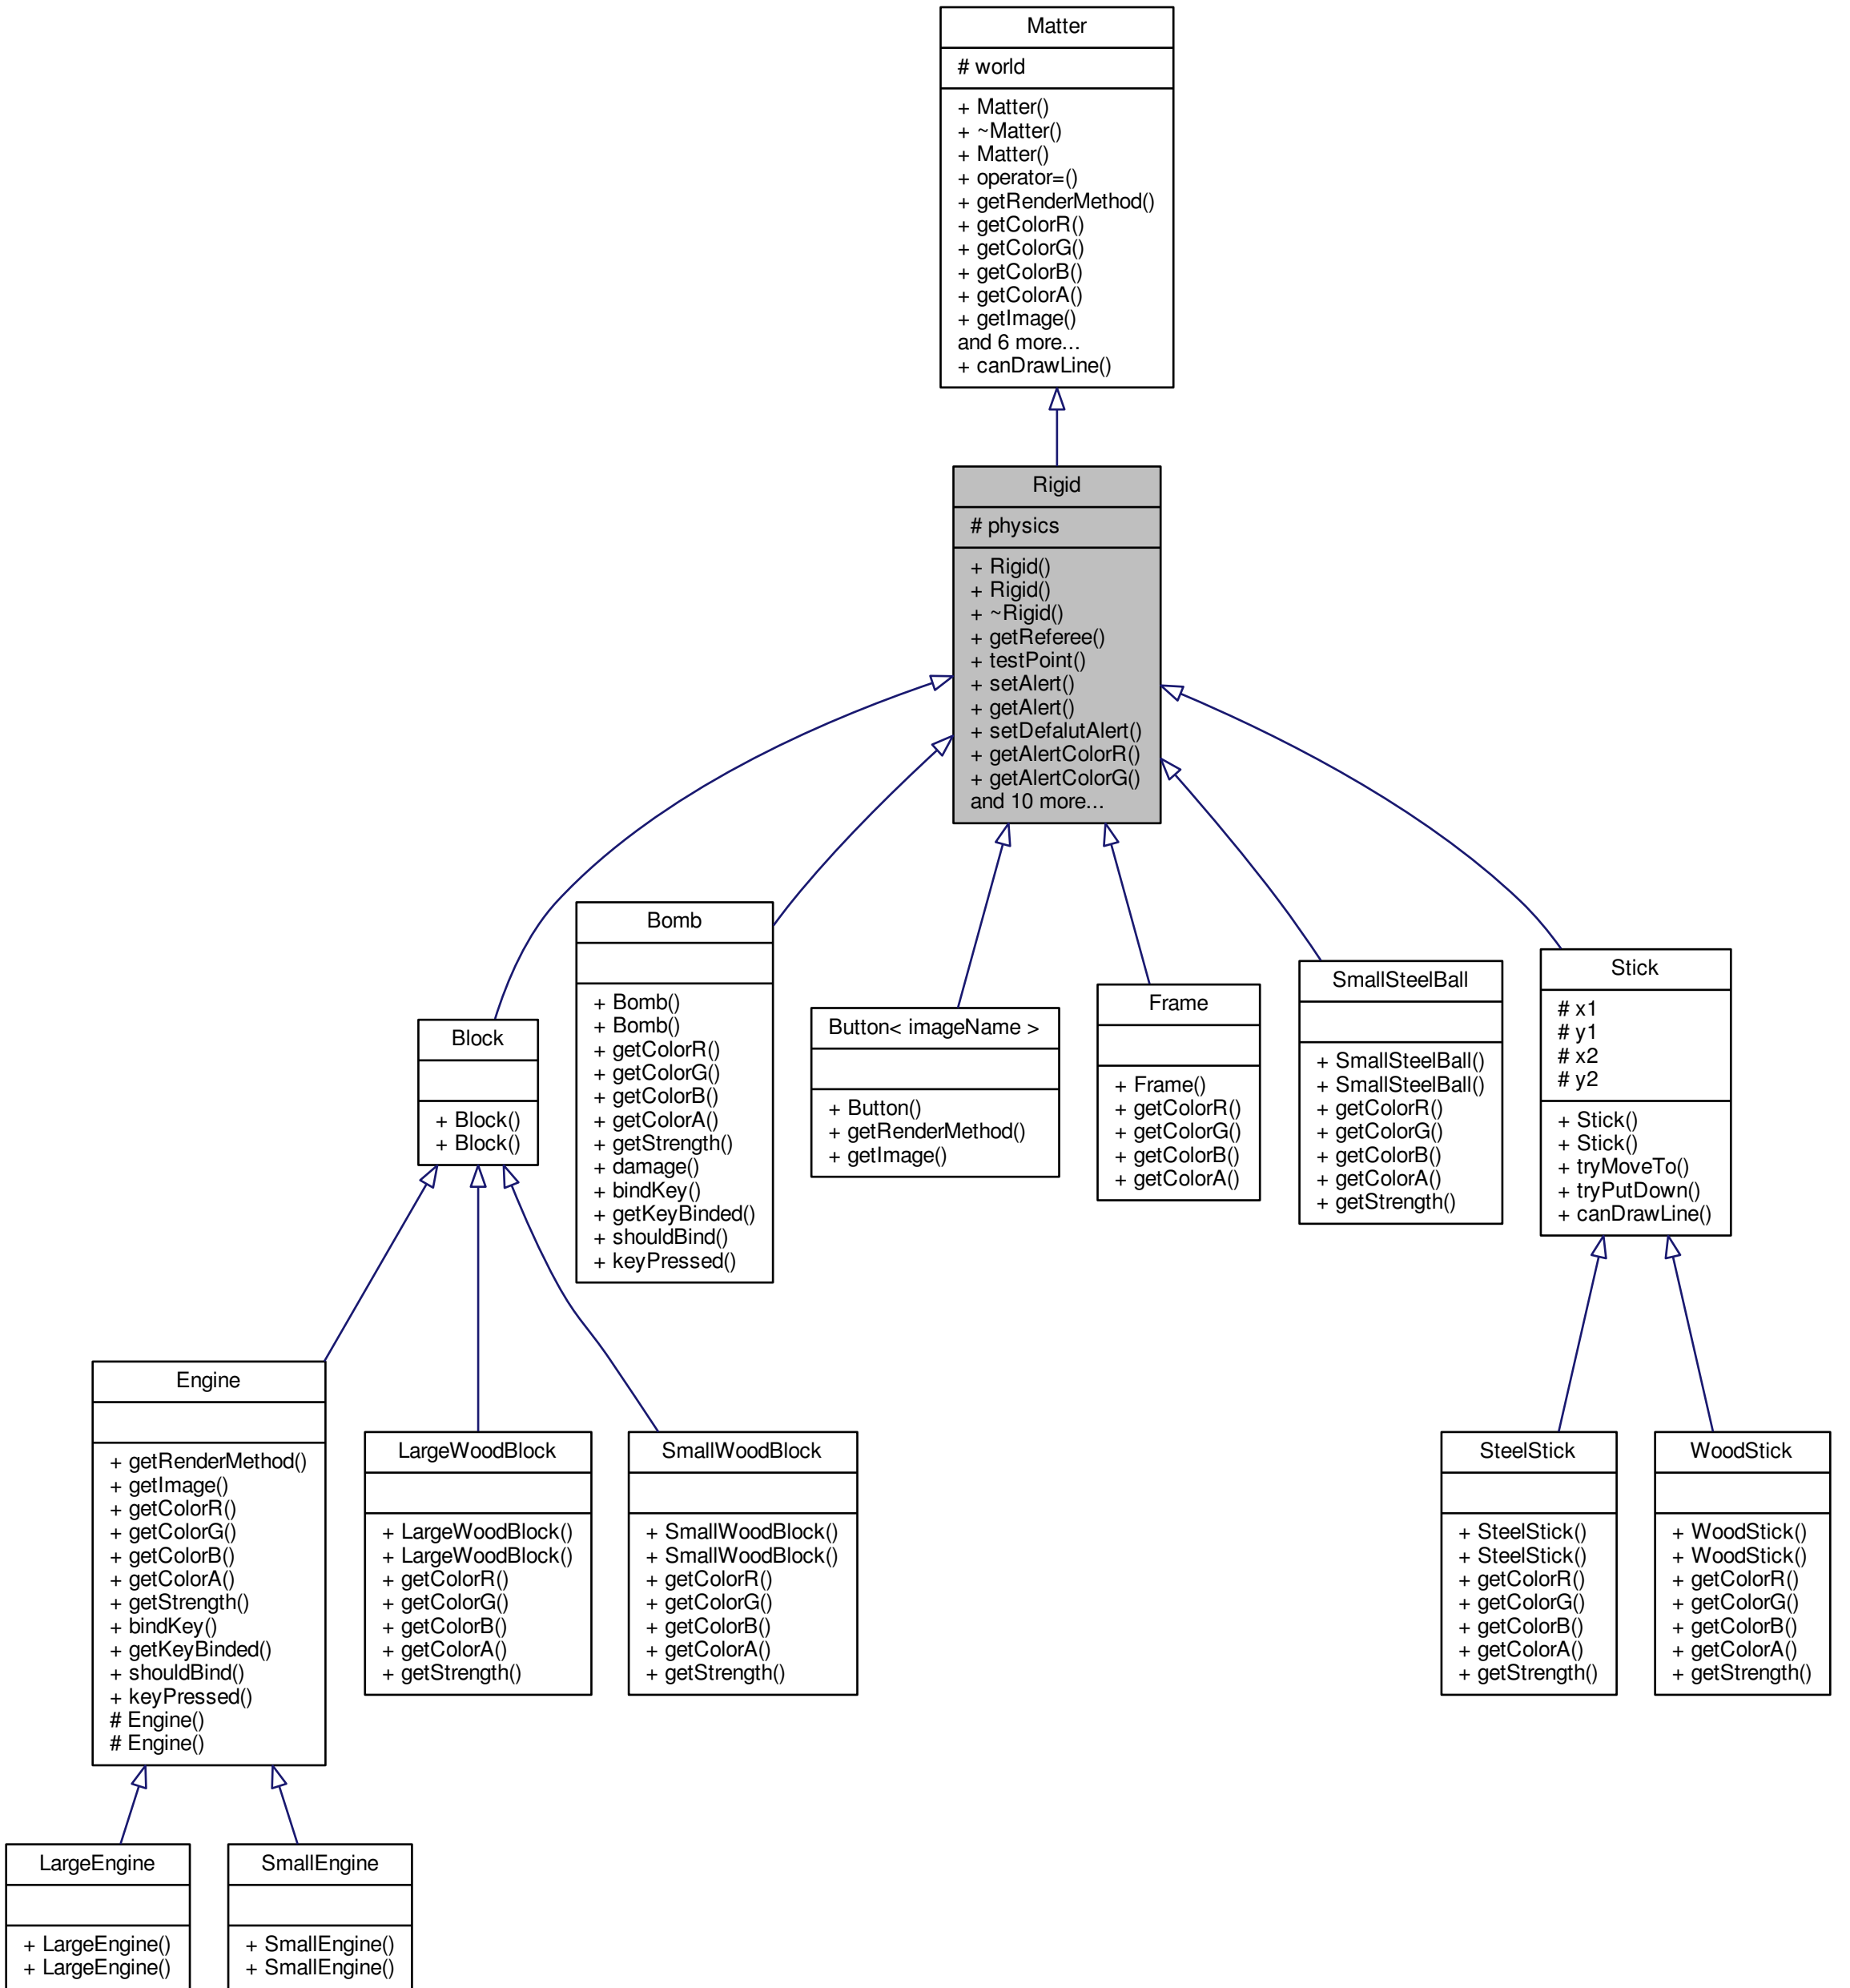 Matter
# world
+ Matter()
+ ~Matter()
+ Matter()
+ operator=()
+ getRenderMethod()
+ getColorR()
+ getColorG()
+ getColorB()
+ getColorA()
+ getImage()
and 6 more...
+ canDrawLine()
Rigid
# physics
+ Rigid()
+ Rigid()
+ ~Rigid()
+ getReferee()
+ testPoint()
+ setAlert()
+ getAlert()
+ setDefalutAlert()
+ getAlertColorR()
+ getAlertColorG()
and 10 more...
Block
+ Block()
+ Block()
Bomb
+ Bomb()
+ Bomb()
+ getColorR()
+ getColorG()
+ getColorB()
+ getColorA()
+ getStrength()
+ damage()
+ bindKey()
+ getKeyBinded()
+ shouldBind()
+ keyPressed()
Button< imageName >
+ Button()
+ getRenderMethod()
+ getImage()
Frame
+ Frame()
+ getColorR()
+ getColorG()
+ getColorB()
+ getColorA()
SmallSteelBall
+ SmallSteelBall()
+ SmallSteelBall()
+ getColorR()
+ getColorG()
+ getColorB()
+ getColorA()
+ getStrength()
Stick
# x1
# y1
# x2
# y2
+ Stick()
+ Stick()
+ tryMoveTo()
+ tryPutDown()
+ canDrawLine()
Engine
+ getRenderMethod()
+ getImage()
+ getColorR()
+ getColorG()
+ getColorB()
+ getColorA()
+ getStrength()
+ bindKey()
+ getKeyBinded()
+ shouldBind()
+ keyPressed()
# Engine()
# Engine()
LargeWoodBlock
+ LargeWoodBlock()
+ LargeWoodBlock()
+ getColorR()
+ getColorG()
+ getColorB()
+ getColorA()
+ getStrength()
SmallWoodBlock
+ SmallWoodBlock()
+ SmallWoodBlock()
+ getColorR()
+ getColorG()
+ getColorB()
+ getColorA()
+ getStrength()
SteelStick
+ SteelStick()
+ SteelStick()
+ getColorR()
+ getColorG()
+ getColorB()
+ getColorA()
+ getStrength()
WoodStick
+ WoodStick()
+ WoodStick()
+ getColorR()
+ getColorG()
+ getColorB()
+ getColorA()
+ getStrength()
LargeEngine
+ LargeEngine()
+ LargeEngine()
SmallEngine
+ SmallEngine()
+ SmallEngine()